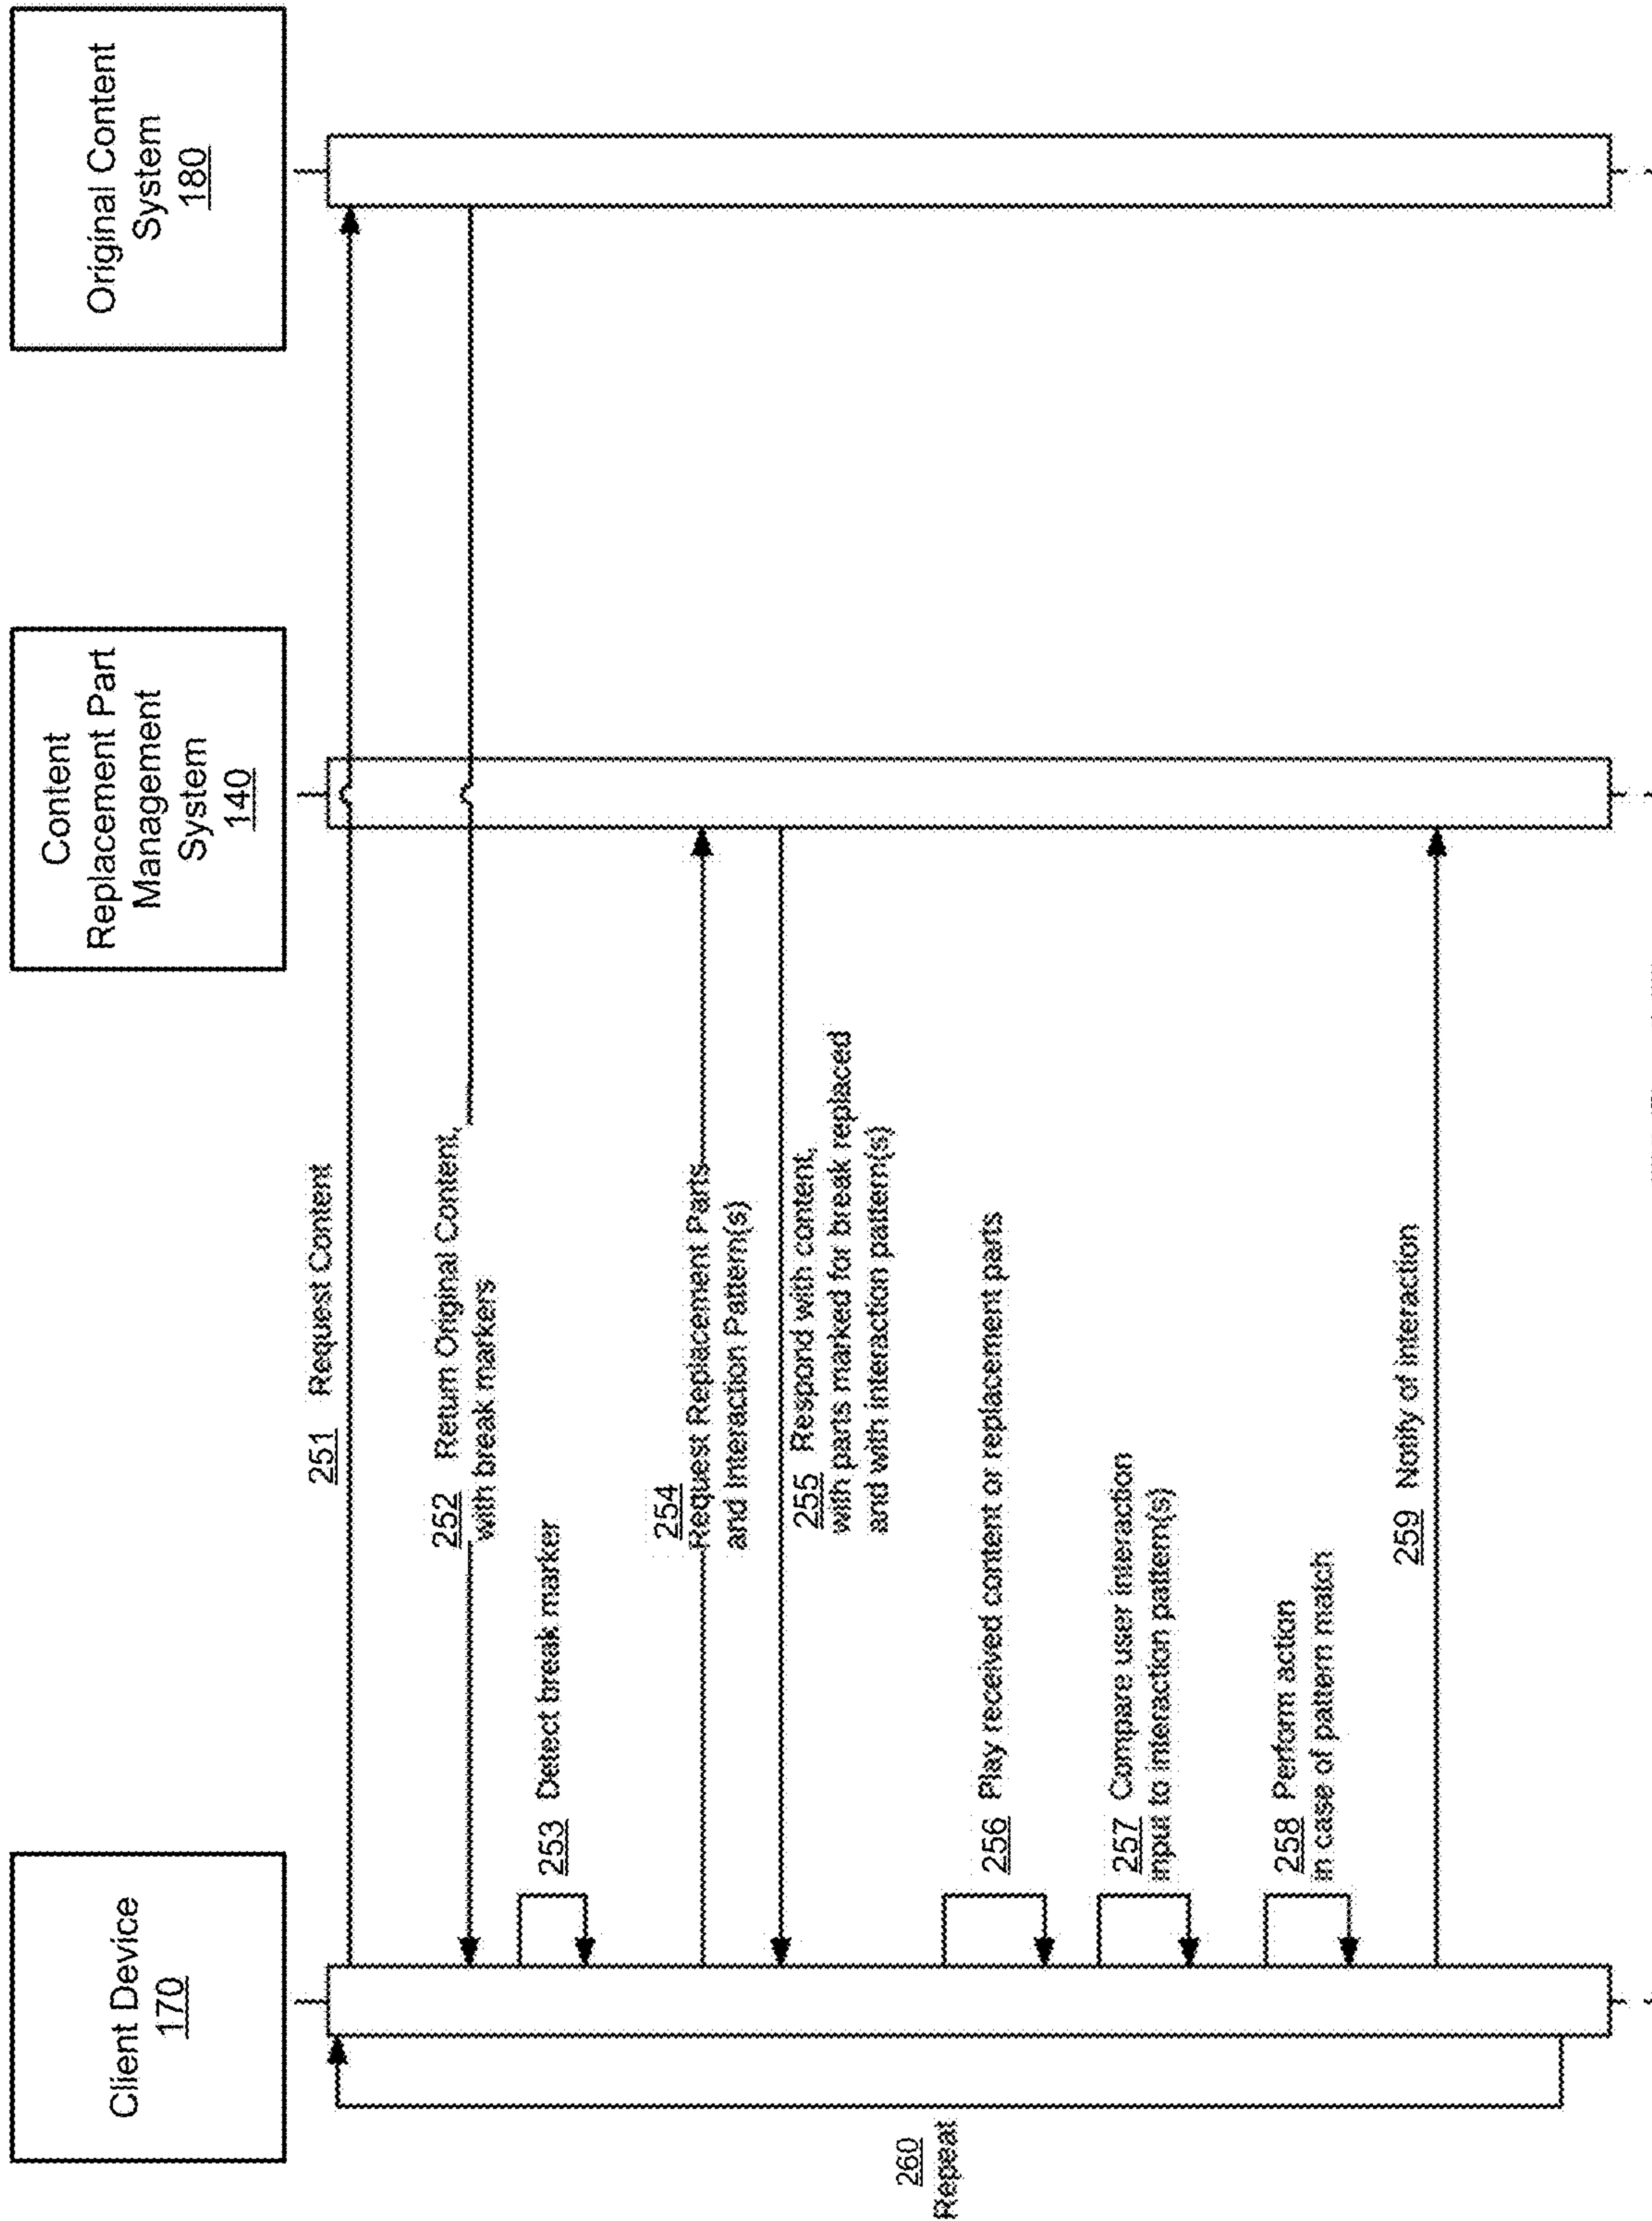 Client Device
170
Content
Replacement Part
Management
System
140
Original Content
System
180
251 Request Content
252 Return Original Content,
with break markers
253 Detect break marker
254
Request Replacement Parts
and Interaction Pattern(s)
255 Respond with content,
with parts marked for break replaced
and with interaction pattern(s)
256 Play received content or replacement parts
257 Compare user interaction
input to interaction pattern(s)
258 Perform action
in case of pattern match
259 Notify of interaction
260
Repeat